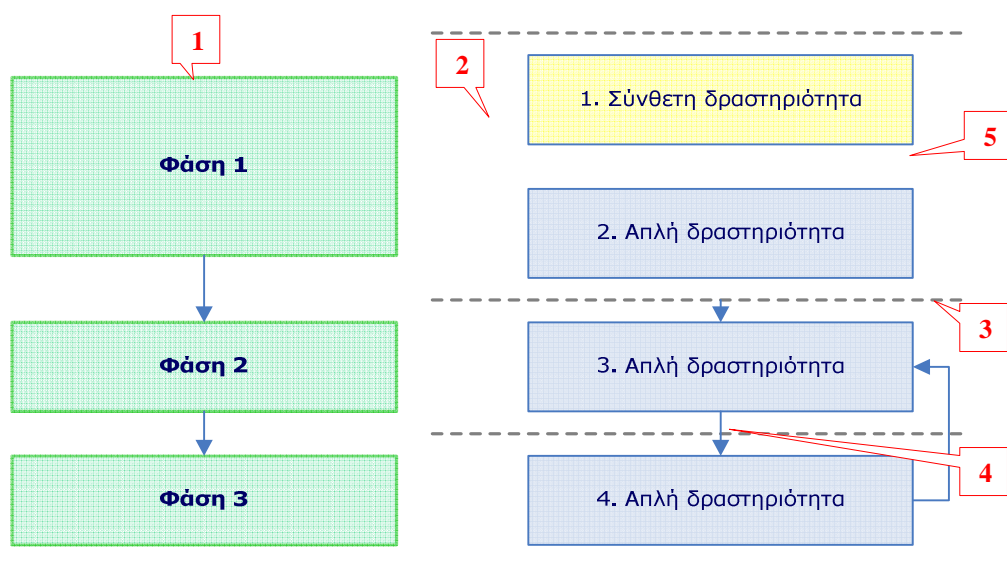 1
2
1. Σύνθετη δραστηριότητα
5
Φάση 1
2. Απλή δραστηριότητα
3
Φάση 2
3. Απλή δραστηριότητα
4
Φάση 3
4. Απλή δραστηριότητα